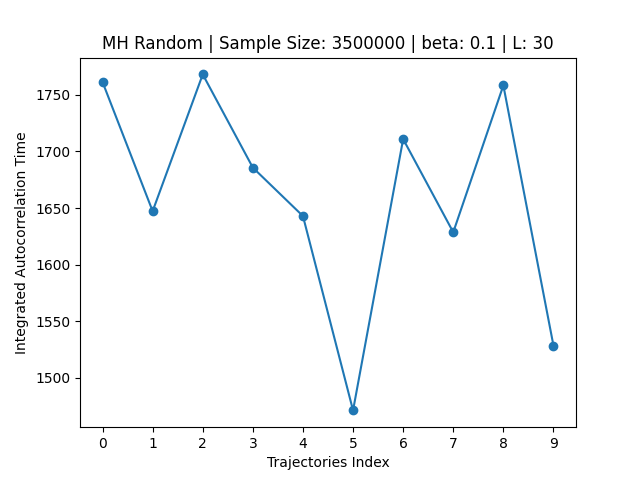 MH Random | Sample Size: 3500000 | beta: 0.1 | L: 30
Integrated Autocorrelation Time
1750
1700
1650
1600
1550
1500
0 1 2 3 4 5 6 7 8 9
Trajectories Index